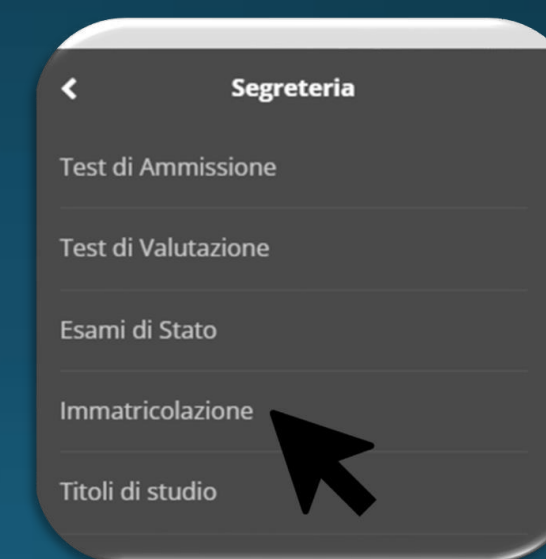 Segreteria
Test di Ammissione
Test di Valutazione
Esami di Stato
Immatricolazione
Titoli di studio